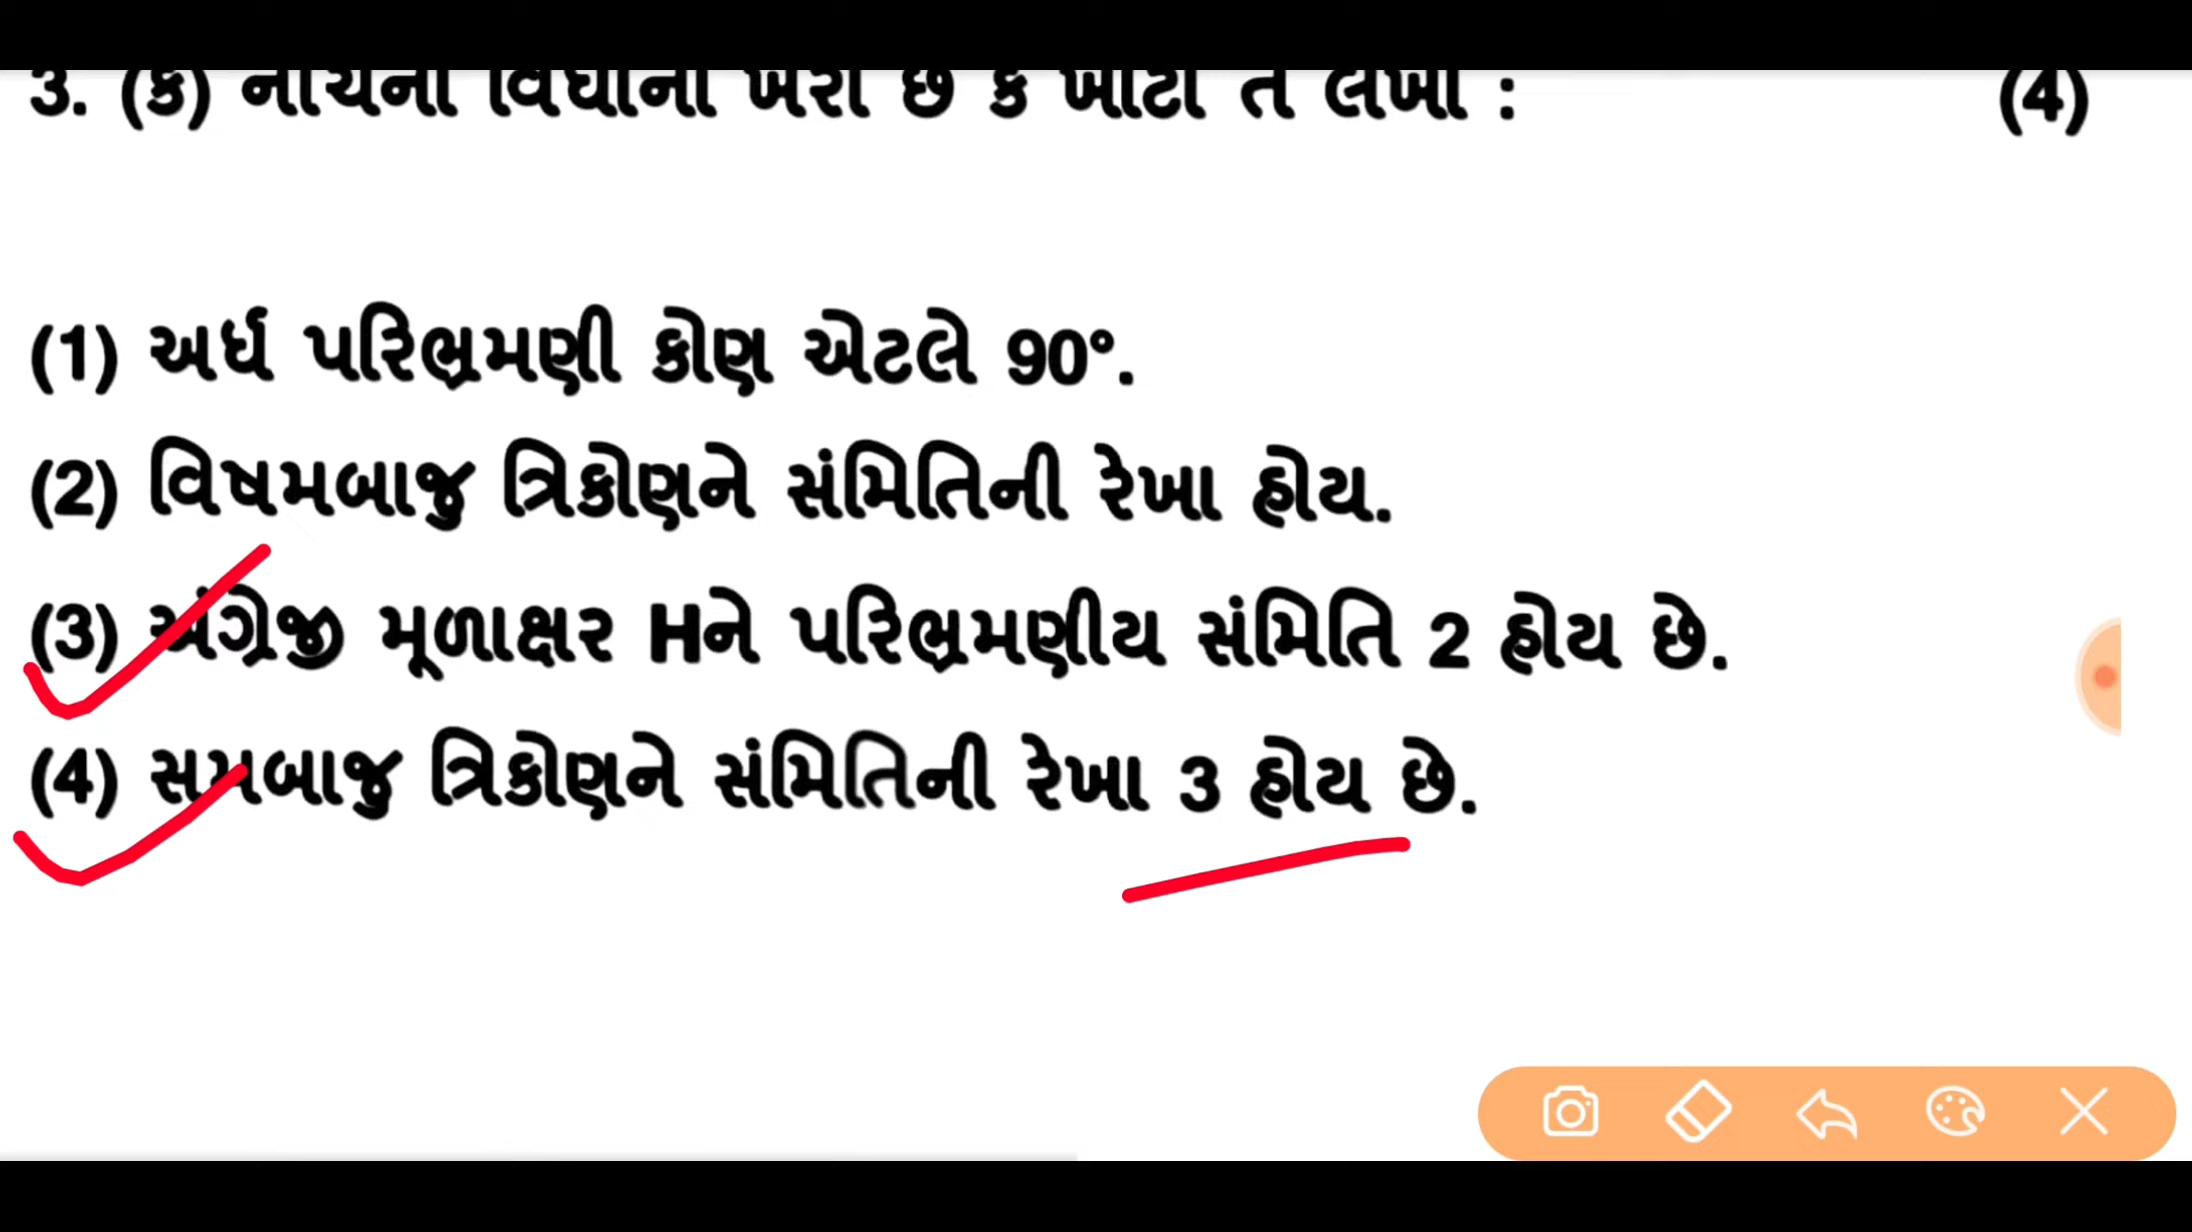 3. (ક) નીચેનાં વિધાનો ખરાં છે કે ખોટાં તે લખો : (4)
(1) અર્ધ પરિભ્રમણી કોણ એટલે 90°.
(2) વિષમબાજુ ત્રિકોણને સંમિતિની રેખા હોય.
(3) અંગ્રેજી મૂળાક્ષર Hને પરિભ્રમણીય સંમિતિ 2 હોય છે.
(4) સમબાજુ ત્રિકોણને સંમિતિની રેખા 3 હોય છે.